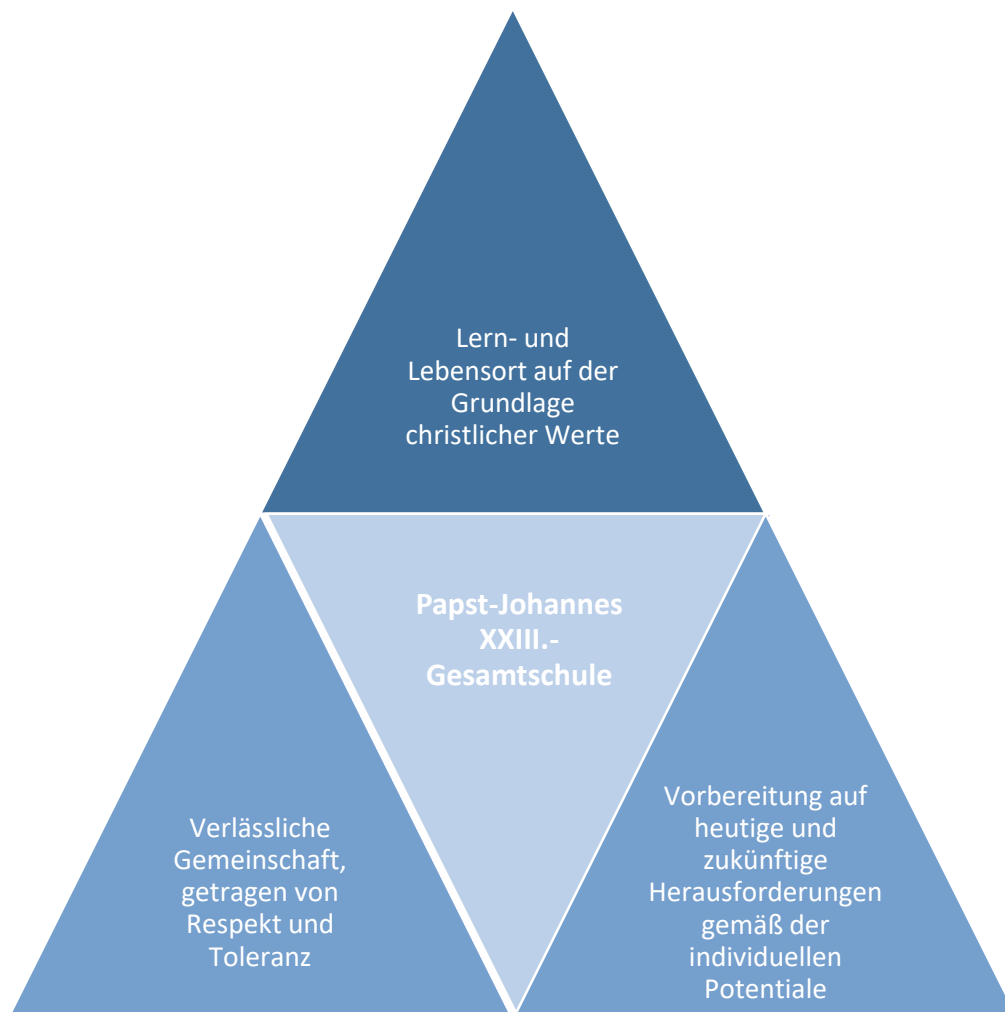 Lern- und
Lebensort auf der
Grundlage
christlicher Werte
Papst-Johannes
XXIII.-
Gesamtschule
Verlässliche
Gemeinschaft,
getragen von
Respekt und
Toleranz
Vorbereitung auf
heutige und
zukünftige
Herausforderungen
gemäß der
individuellen
Potentiale